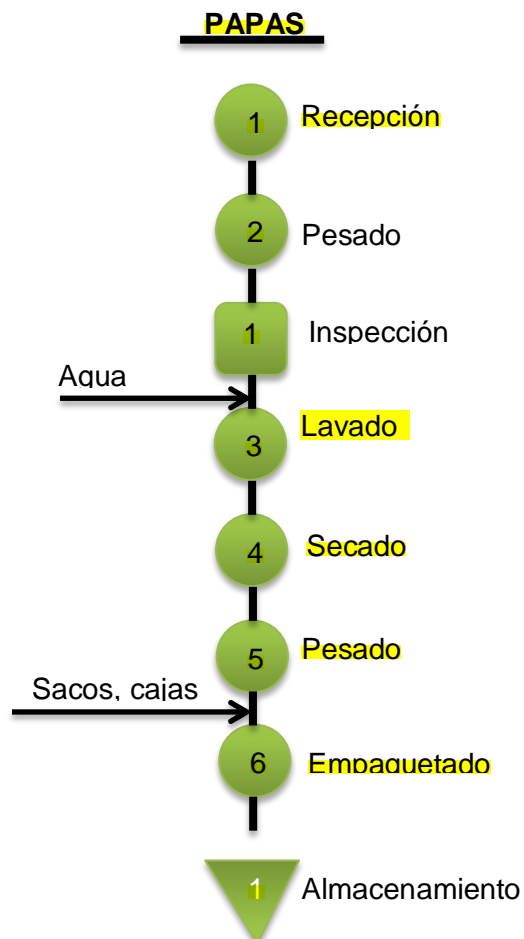 PAPAS
1 Recepción
2 Pesado
1 Inspección
Agua
3 Lavado
4 Secado
5 Pesado
Sacos, cajas
6 Empaquetado
1 Almacenamiento